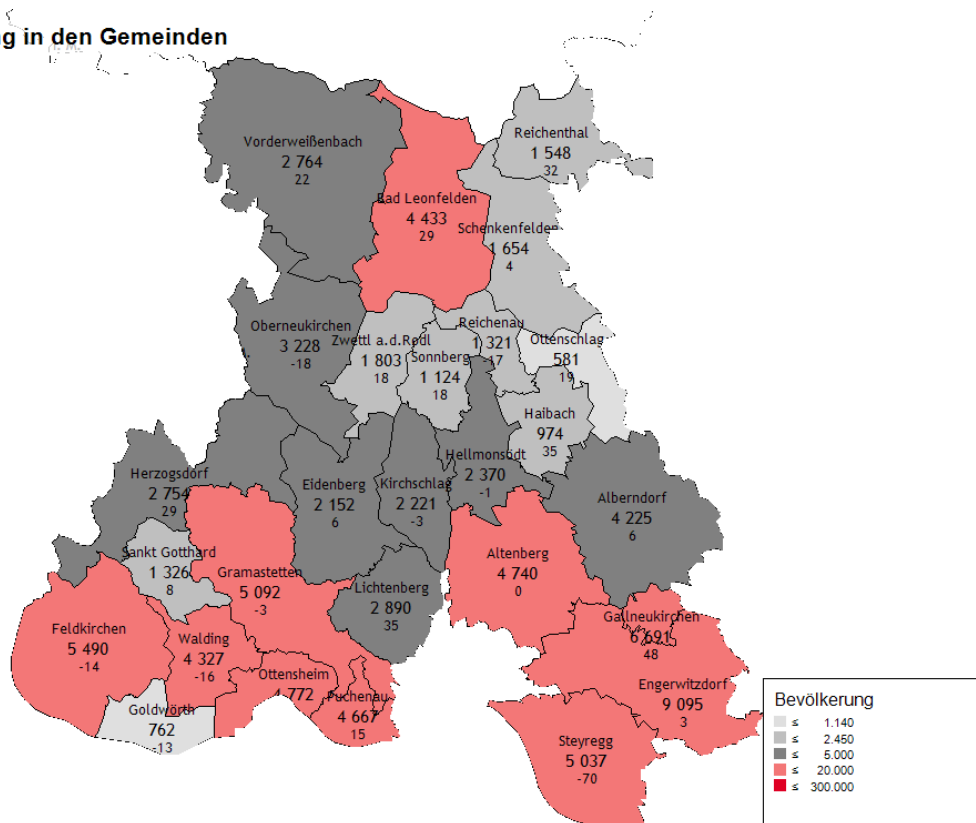 g in den Gemeinden
Reichenthal
1 548
32
Vorderweißenbach
2 764
22
Bad Leonfelden
4 433
29
Schenkenfelden
1 654
4
Oberneukirchen
3 228
-18
Zwettl a.d.Rodl
1 803
18
Sonnberg
1 124
18
Reichenau
1 321
-17
Ottenschlag
581
19
Haibach
974
35
Herzogsdorf
2 754
29
Eidenberg
2 152
6
Kirchschlag
2 221
-3
Hellmonsödt
2 370
-1
Alberndorf
4 225
6
Sankt Gotthard
1 326
8
Gramastetten
5 092
-3
Lichtenberg
2 890
35
Altenberg
4 740
0
Feldkirchen
5 490
-14
Walding
4 327
-16
Gallneukirchen
6 691
48
Goldwörth
762
-13
Ottensheim
4 772
Puchenau
4 667
15
Engerwitzdorf
9 095
3
Steyregg
5 037
-70
Bevölkerung
≤ 1.140
≤ 2.450
≤ 5.000
≤ 20.000
≤ 300.000